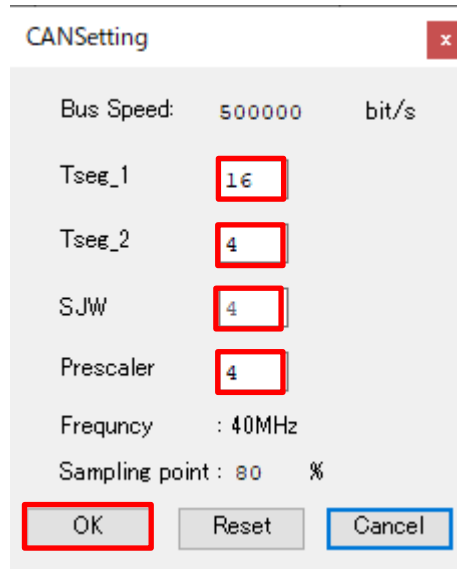 CANSetting x
Bus Speed: 500000 bit/s
Tseg_1 16
Tseg_2 4
SJW 4
Prescaler 4
Frequncy : 40MHz
Sampling point : 80 %
OK Reset Cancel